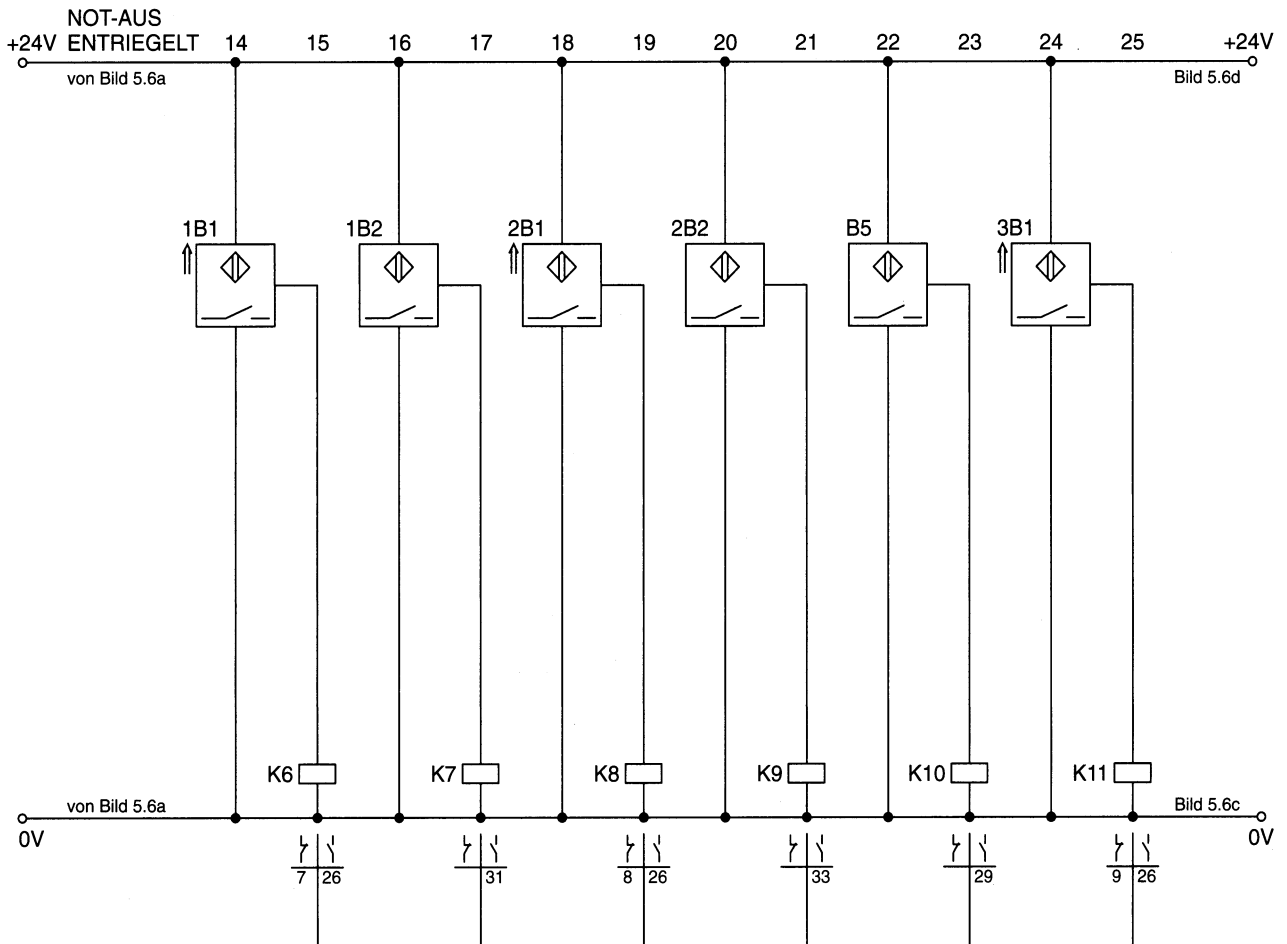 NOT-AUS
+24V ENTRIEGELT 14 15 16 17 18 19 20 21 22 23 24 25 +24V
von Bild 5.6a Bild 5.6d
1B1 1B2 2B1 2B2 B5 3B1
K6 K7 K8 K9 K10 K11
von Bild 5.6a Bild 5.6c
0V 0V
7 26 31 8 26 33 29 9 26